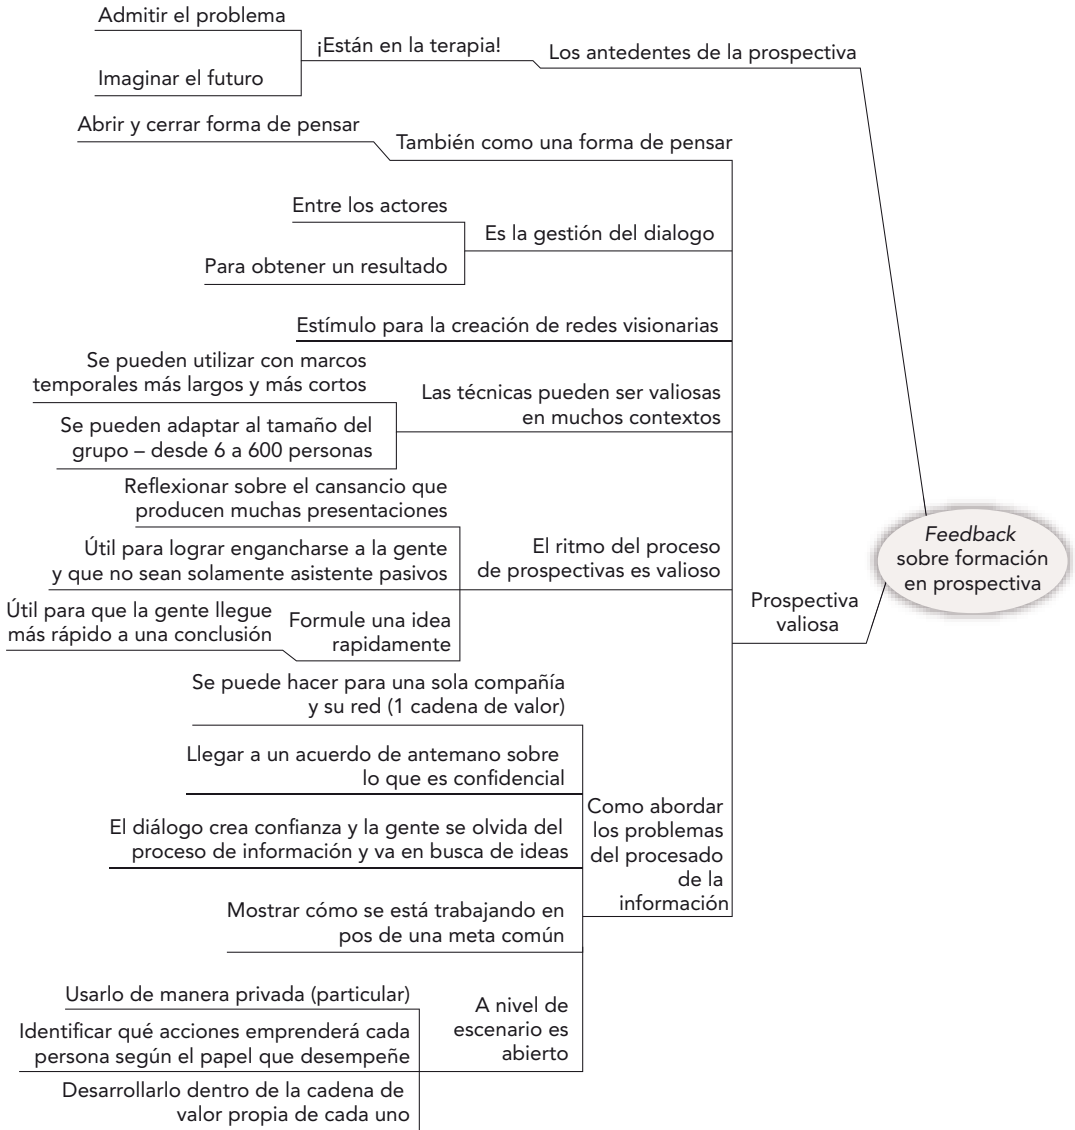 Admitir el problema
¡Están en la terapia!
Los antedentes de la prospectiva
Imaginar el futuro
Abrir y cerrar forma de pensar
También como una forma de pensar
Entre los actores
Es la gestión del dialogo
Para obtener un resultado
Estímulo para la creación de redes visionarias
Se pueden utilizar con marcos
temporales más largos y más cortos
Las técnicas pueden ser valiosas
en muchos contextos
Se pueden adaptar al tamaño del
grupo – desde 6 a 600 personas
Reflexionar sobre el cansancio que
producen muchas presentaciones
Útil para lograr engancharse a la gente
y que no sean solamente asistente pasivos
El ritmo del proceso
de prospectivas es valioso
Feedback
sobre formación
en prospectiva
Prospectiva
valiosa
Útil para que la gente llegue
más rápido a una conclusión
Formule una idea
rapidamente
Se puede hacer para una sola compañía
y su red (1 cadena de valor)
Llegar a un acuerdo de antemano sobre
lo que es confidencial
El diálogo crea confianza y la gente se olvida del
proceso de información y va en busca de ideas
Como abordar
los problemas
del procesado
de la
información
Mostrar cómo se está trabajando en
pos de una meta común
Usarlo de manera privada (particular)
Identificar qué acciones emprenderá cada
persona según el papel que desempeñe
A nivel de
escenario es
abierto
Desarrollarlo dentro de la cadena de
valor propia de cada uno